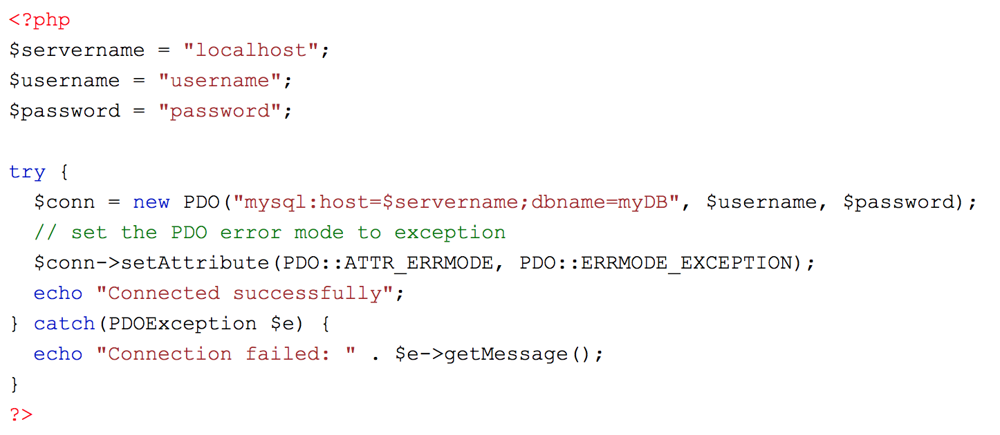 <?php
$servername = "localhost";
$username = "username";
$password = "password";

try {
  $conn = new PDO("mysql:host=$servername;dbname=myDB", $username, $password);
  // set the PDO error mode to exception
  $conn->setAttribute(PDO::ATTR_ERRMODE, PDO::ERRMODE_EXCEPTION);
  echo "Connected successfully";
} catch(PDOException $e) {
  echo "Connection failed: " . $e->getMessage();
}
?>